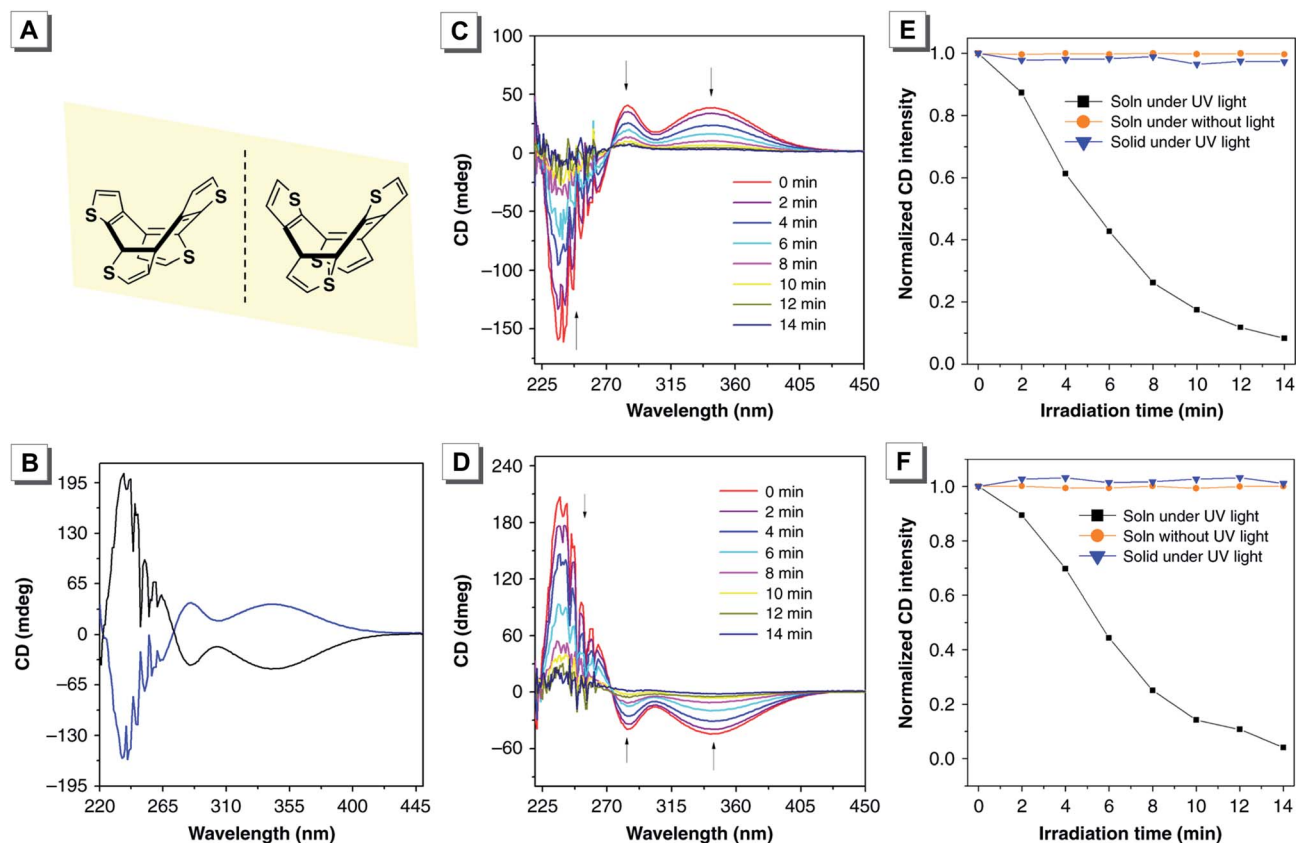 A
S
S
S
S
S
S
S
S
B
CD (mdeg)
195
130
65
0
−65
−130
−195
220
265
310
355
400
445
Wavelength (nm)
C
CD (mdeg)
100
50
0
−50
−100
−150
0 min
2 min
4 min
6 min
8 min
10 min
12 min
14 min
225
270
315
360
405
450
Wavelength (nm)
D
CD (dmeg)
240
180
120
60
0
−60
0 min
2 min
4 min
6 min
8 min
10 min
12 min
14 min
225
270
315
360
405
450
Wavelength (nm)
E
Normalized CD intensity
1.0
0.8
0.6
0.4
0.2
0.0
Soln under UV light
Soln under without light
Solid under UV light
0
2
4
6
8
10
12
14
Irradiation time (min)
F
Normalized CD intensity
1.0
0.8
0.6
0.4
0.2
0.0
Soln under UV light
Soln without UV light
Solid under UV light
0
2
4
6
8
10
12
14
Irradiation time (min)